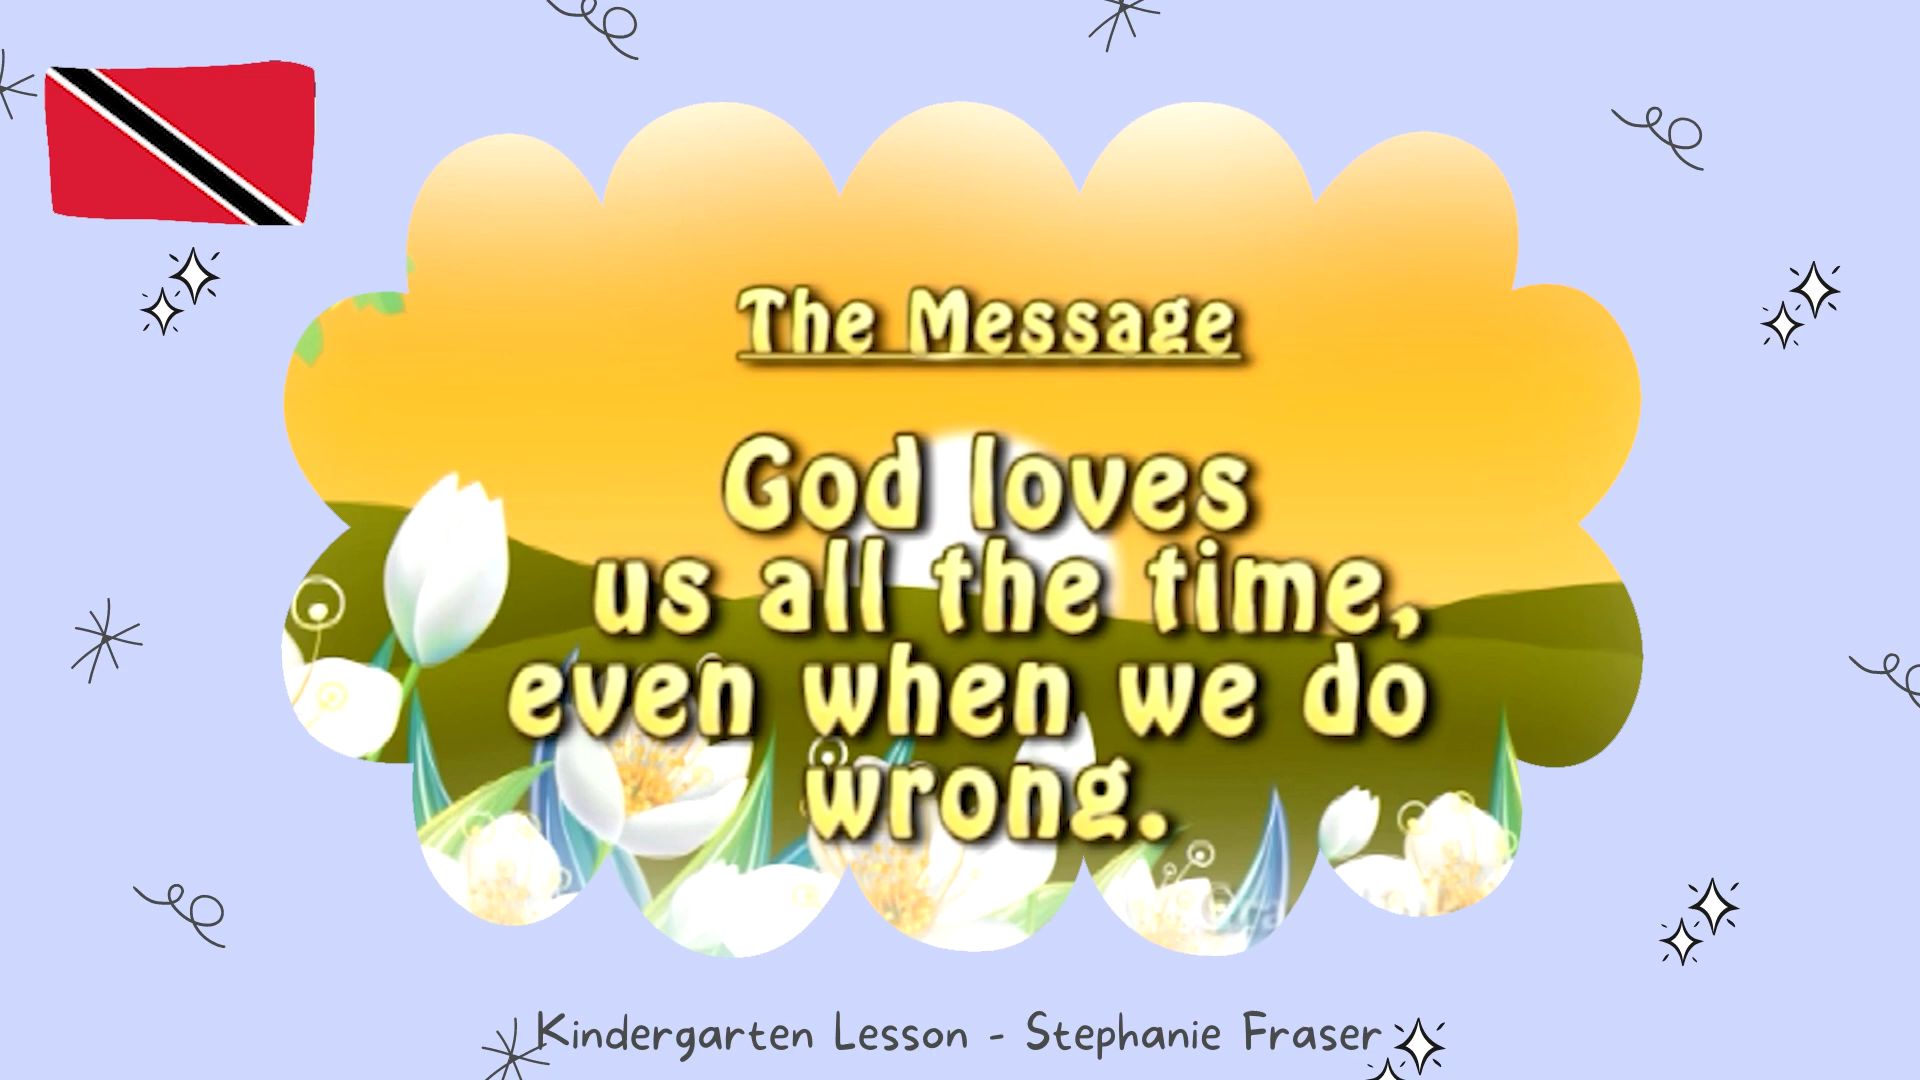 The Message
God loves
us all the time,
even when we do
wrong.
Kindergarten Lesson - Stephanie Fraser